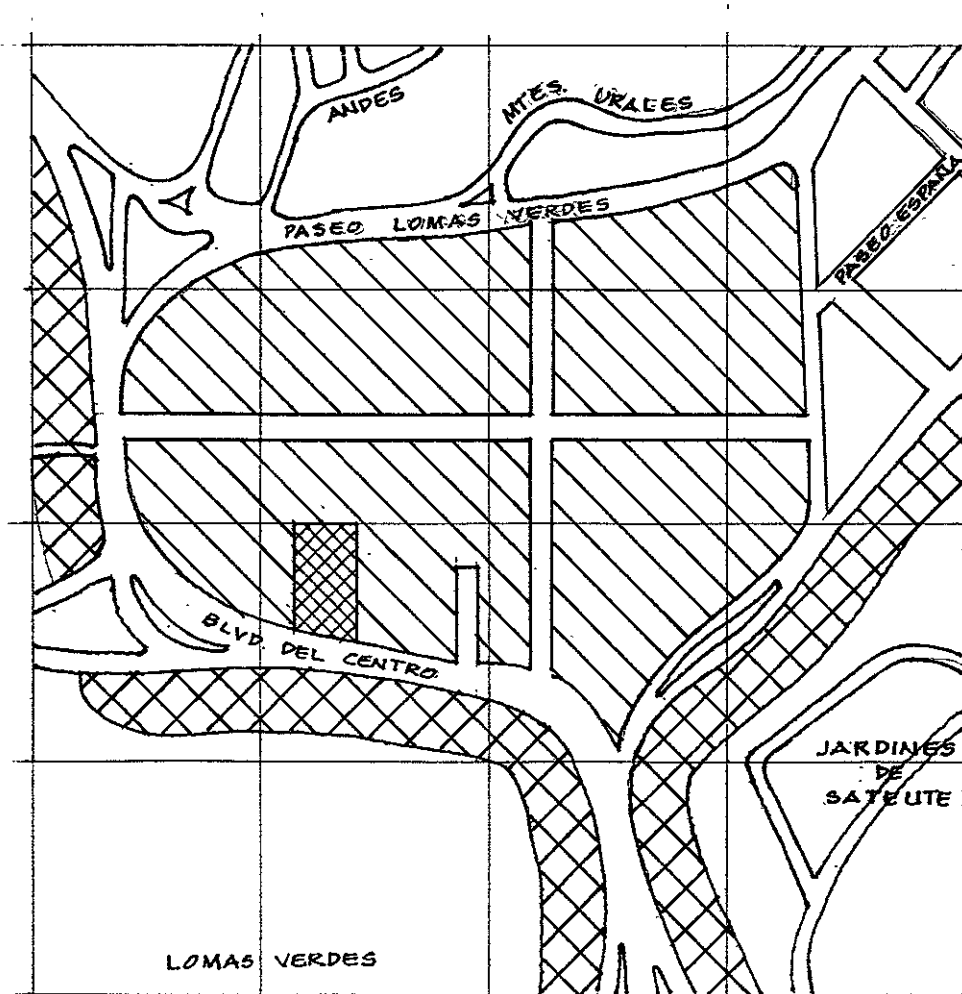 ANDES
MTES. URALES
PASEO LOMAS VERDES
PASEO ESPAÑA
BLVD. DEL CENTRO
JARDINES
DE
SATELITE
LOMAS VERDES